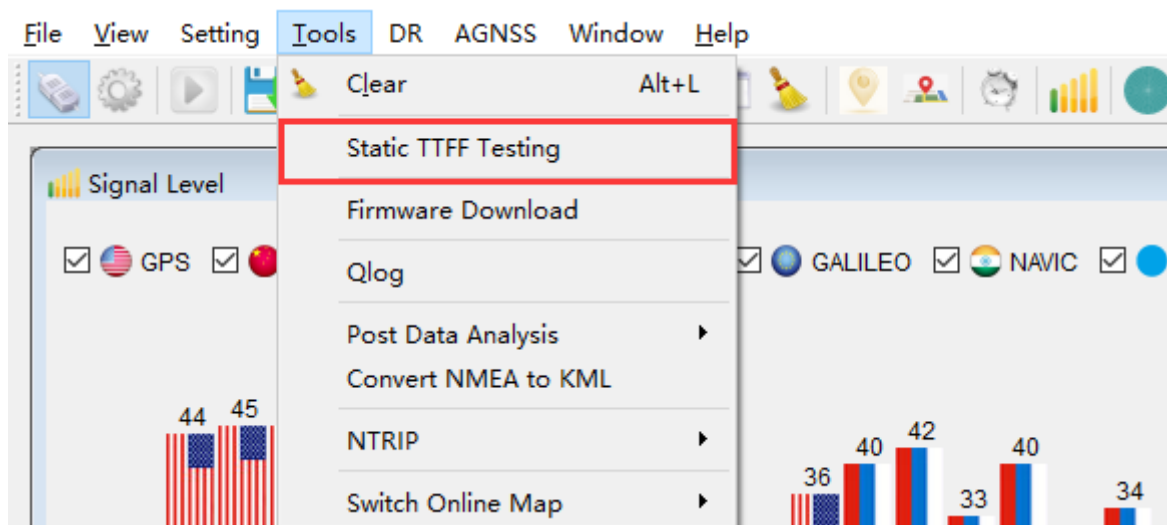 File View Setting Tools DR AGNSS Window Help
Clear Alt+L
Static TTFF Testing
Signal Level
Firmware Download
GPS GALILEO NAVIC
Qlog
Post Data Analysis
Convert NMEA to KML
44 45
NTRIP
40 42 40
36 33 34
Switch Online Map